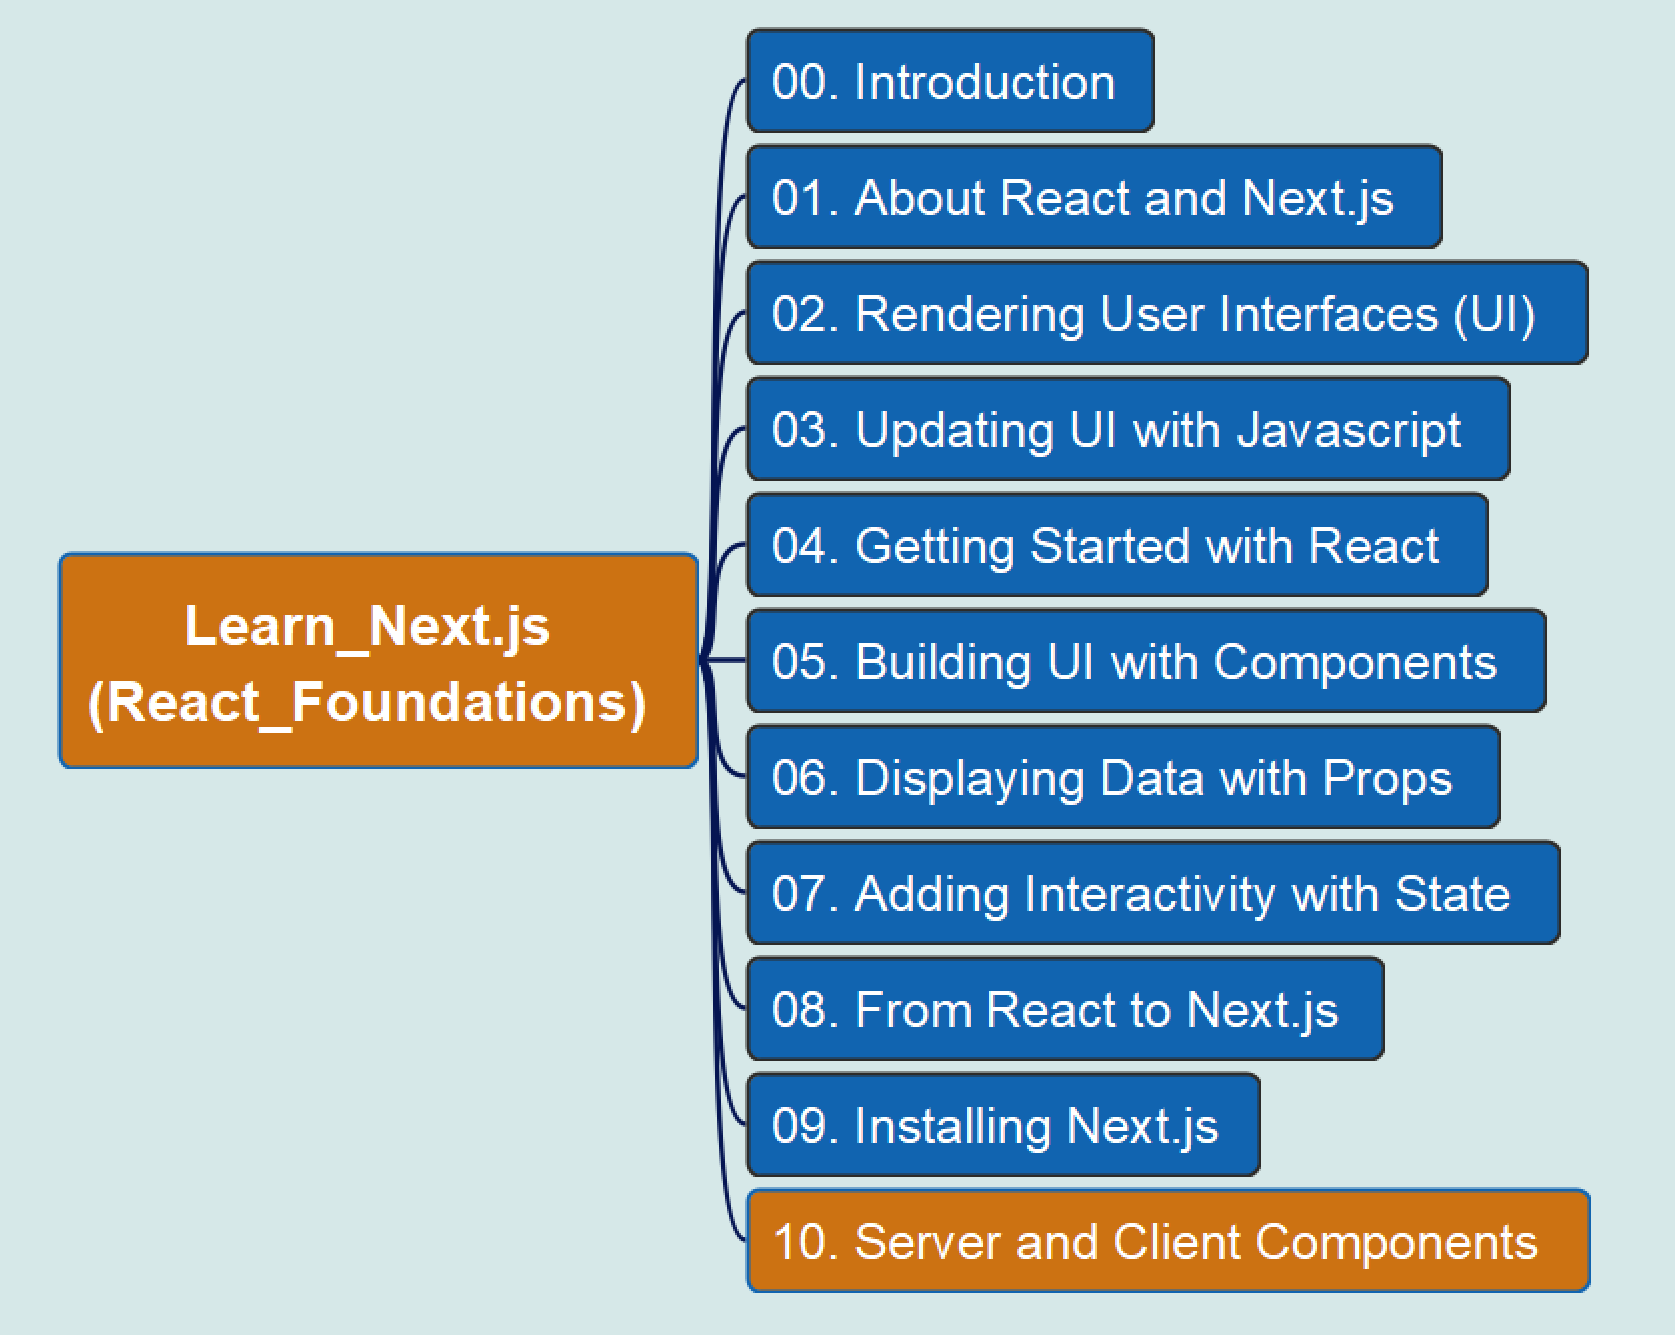 00. Introduction
01. About React and Next.js
02. Rendering User Interfaces (UI)
03. Updating UI with Javascript
04. Getting Started with React
Learn_Next.js
(React_Foundations)
05. Building UI with Components
06. Displaying Data with Props
07. Adding Interactivity with State
08. From React to Next.js
09. Installing Next.js
10. Server and Client Components